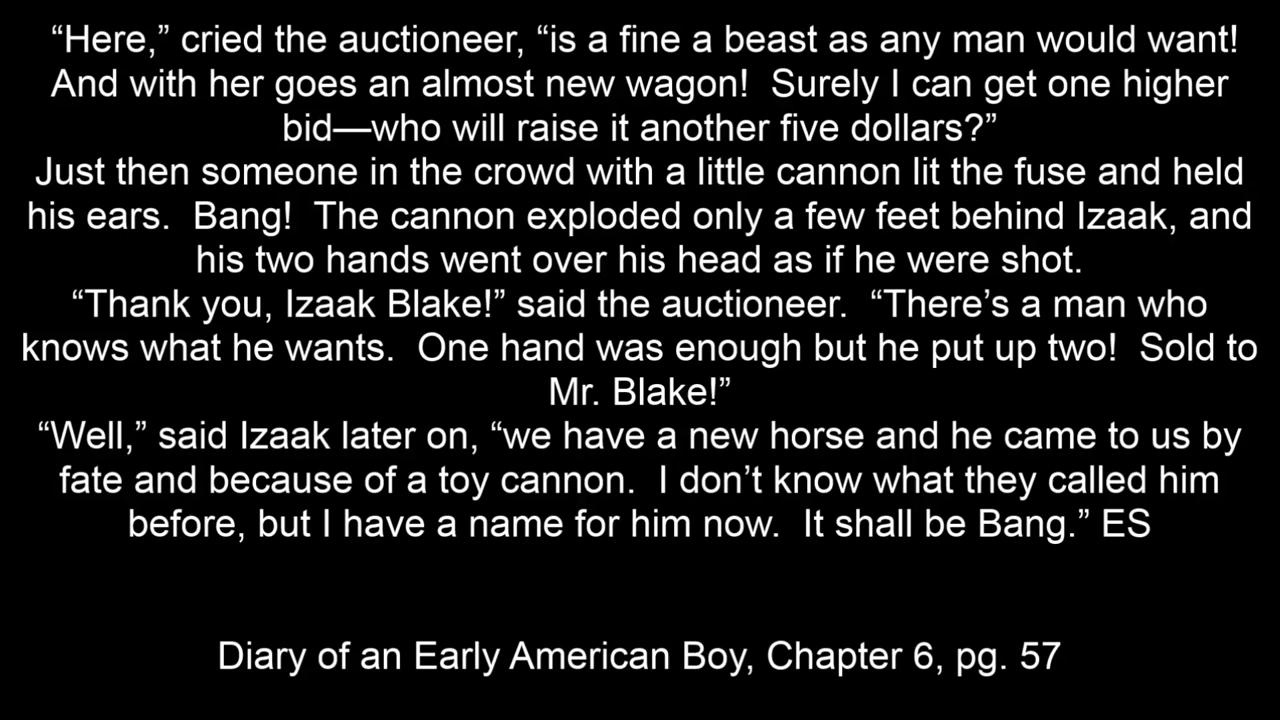 “Here,” cried the auctioneer, “is a fine a beast as any man would want!
And with her goes an almost new wagon!  Surely I can get one higher
bid—who will raise it another five dollars?”
Just then someone in the crowd with a little cannon lit the fuse and held
his ears.  Bang!  The cannon exploded only a few feet behind Izaak, and
his two hands went over his head as if he were shot.
“Thank you, Izaak Blake!” said the auctioneer.  “There’s a man who
knows what he wants.  One hand was enough but he put up two!  Sold to
Mr. Blake!”
“Well,” said Izaak later on, “we have a new horse and he came to us by
fate and because of a toy cannon.  I don’t know what they called him
before, but I have a name for him now.  It shall be Bang.” ES
Diary of an Early American Boy, Chapter 6, pg. 57